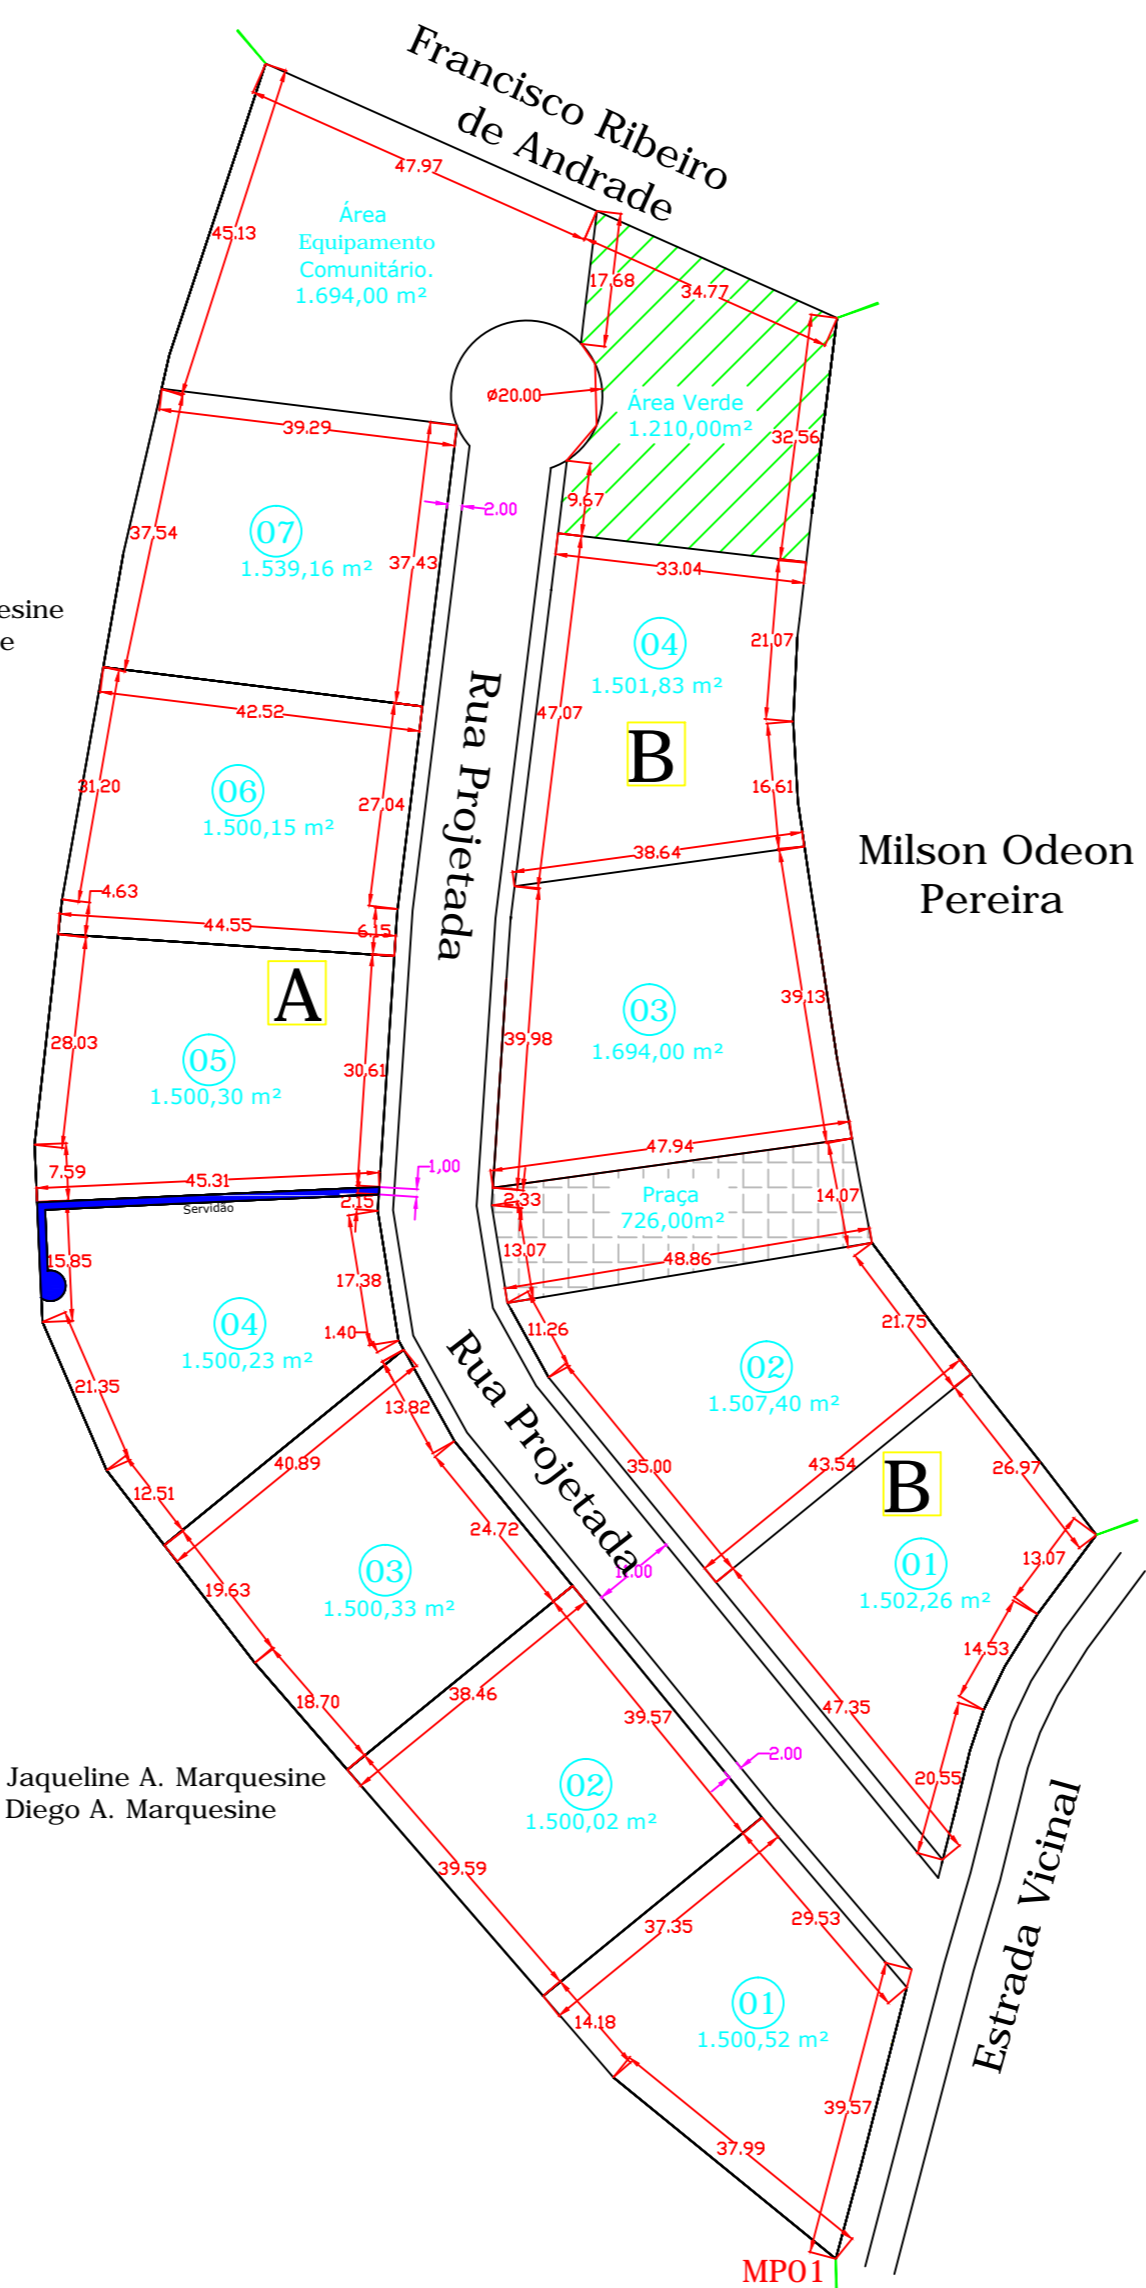 Francisco Ribeiro
de Andrade
47.97
45.13
Área
Equipamento
Comunitário.
1.694,00 m²
17.68
34.77
ø20.00
Área Verde
1.210,00m²
32.56
39.29
9.67
2.00
37.54
07
1.539,16 m²
37.43
33.04
esine
e
04
1.501,83 m²
21.07
42.52
47.07
B
Rua Projetada
31.20
06
1.500,15 m²
27.04
16.61
38.64
Milson Odeon
Pereira
4.63
44.55
6.15
A
39.13
03
1.694,00 m²
39.98
28.03
05
1.500,30 m²
30.61
47.94
7.59
45.31
1,00
2.15
Servidão
2.33
Praça
726,00m²
14.07
13.07
48.86
15.85
17.38
04
1.500,23 m²
1.40
11.26
21.75
Rua Projetada
02
1.507,40 m²
21.35
13.82
40.89
12.51
35.00
43.54
B
26.97
24.72
03
1.500,33 m²
19.63
11.00
01
1.502,26 m²
13.07
14.53
18.70
38.46
39.57
47.35
2.00
20.55
Jaqueline A. Marquesine
Diego A. Marquesine
02
1.500,02 m²
39.59
37.35
29.53
Estrada Vicinal
14.18
01
1.500,52 m²
39.57
37.99
MP01